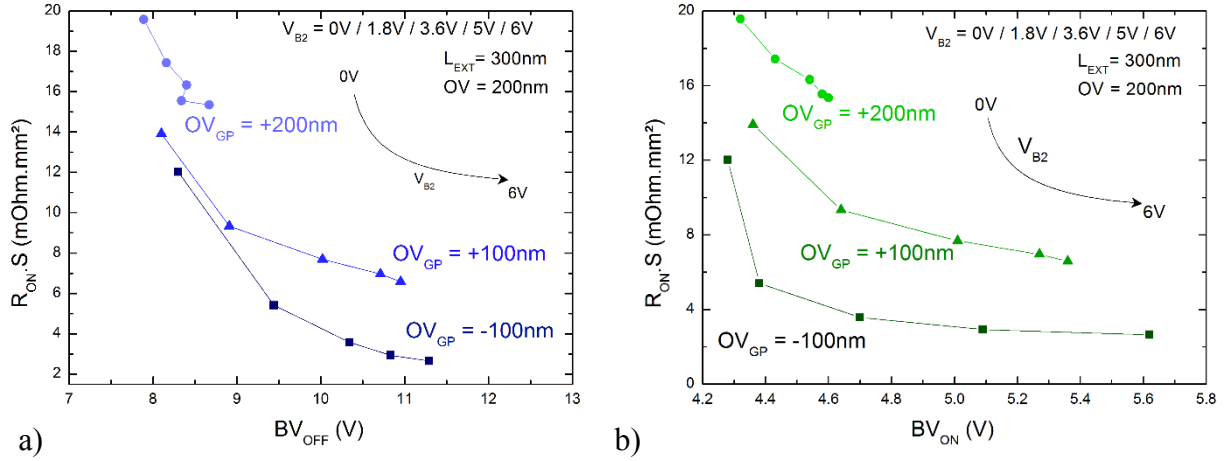 V_B2 = 0V / 1.8V / 3.6V / 5V / 6V
L_EXT = 300nm
OV = 200nm
0V
V_B2
6V
OV_GP = +200nm
OV_GP = +100nm
OV_GP = -100nm
R_ON.S (mOhm.mm²)
20
18
16
14
12
10
8
6
4
2
7 8 9 10 11 12 13
BV_OFF (V)
a)
V_B2 = 0V / 1.8V / 3.6V / 5V / 6V
L_EXT = 300nm
OV = 200nm
0V
V_B2
6V
OV_GP = +200nm
OV_GP = +100nm
OV_GP = -100nm
R_ON.S (mOhm.mm²)
20
16
12
8
4
0
4.2 4.4 4.6 4.8 5.0 5.2 5.4 5.6 5.8
BV_ON (V)
b)